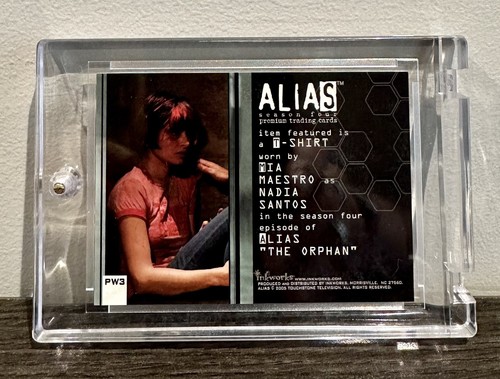 ALIAS™
season four
premium trading cards
item featured is
a T-SHIRT
worn by
MIA
MAESTRO as
NADIA
SANTOS
in the season four
episode of
ALIAS
"THE ORPHAN"
inkworks WWW.INKWORKS.COM
PRODUCED AND DISTRIBUTED BY INKWORKS, MORRISVILLE, NC 27560.
ALIAS © 2005 TOUCHSTONE TELEVISION. ALL RIGHTS RESERVED.
PW3